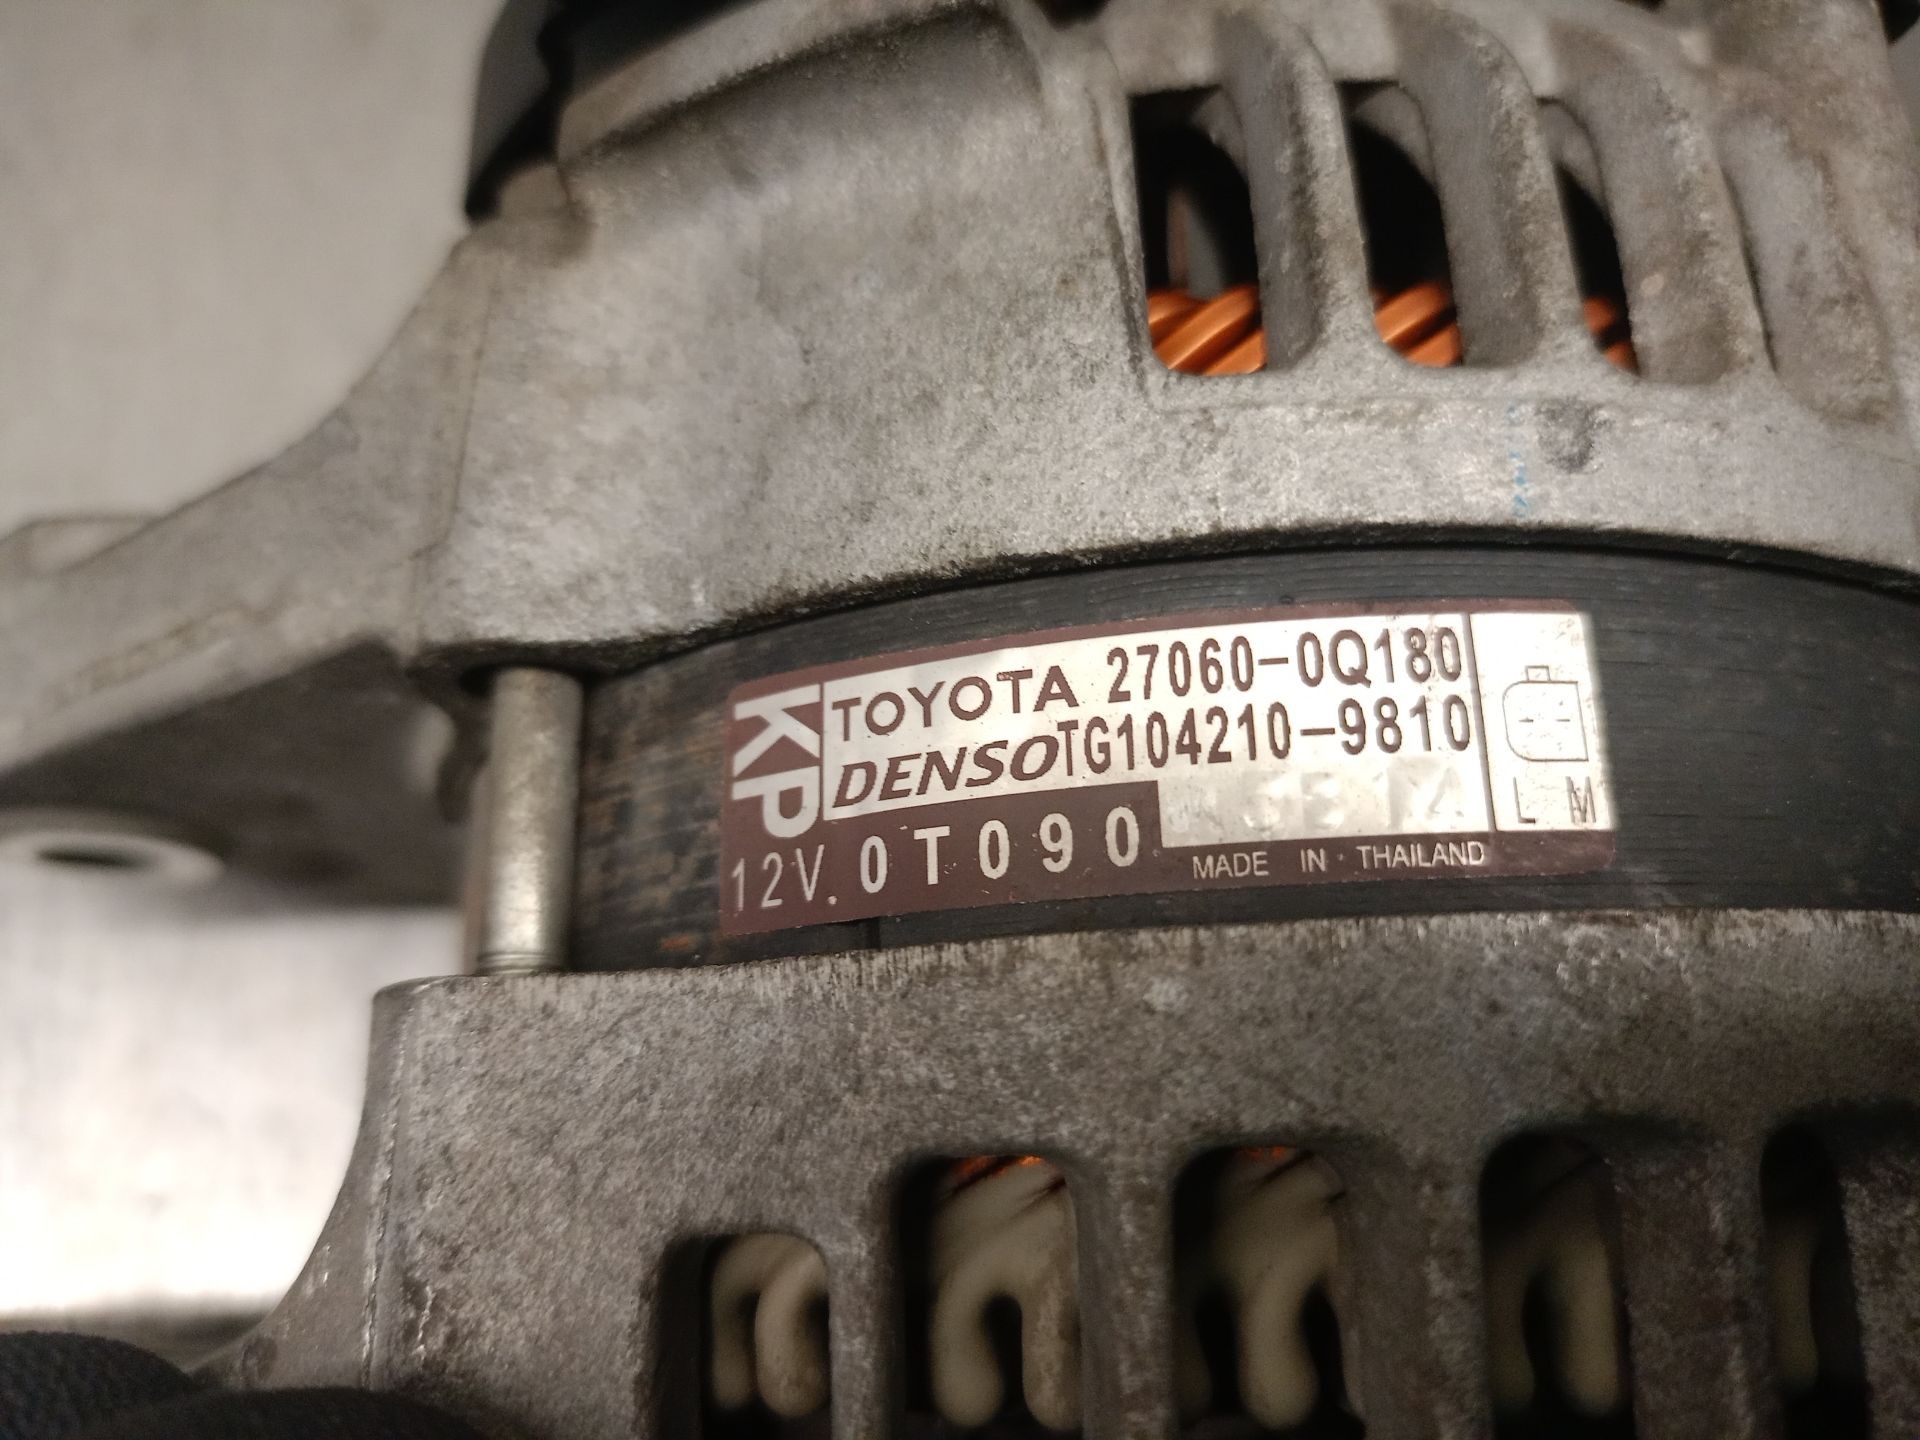 KP
TOYOTA 27060-0Q180
DENSO TG104210-9810
12V. 0T090
MADE IN THAILAND
L M